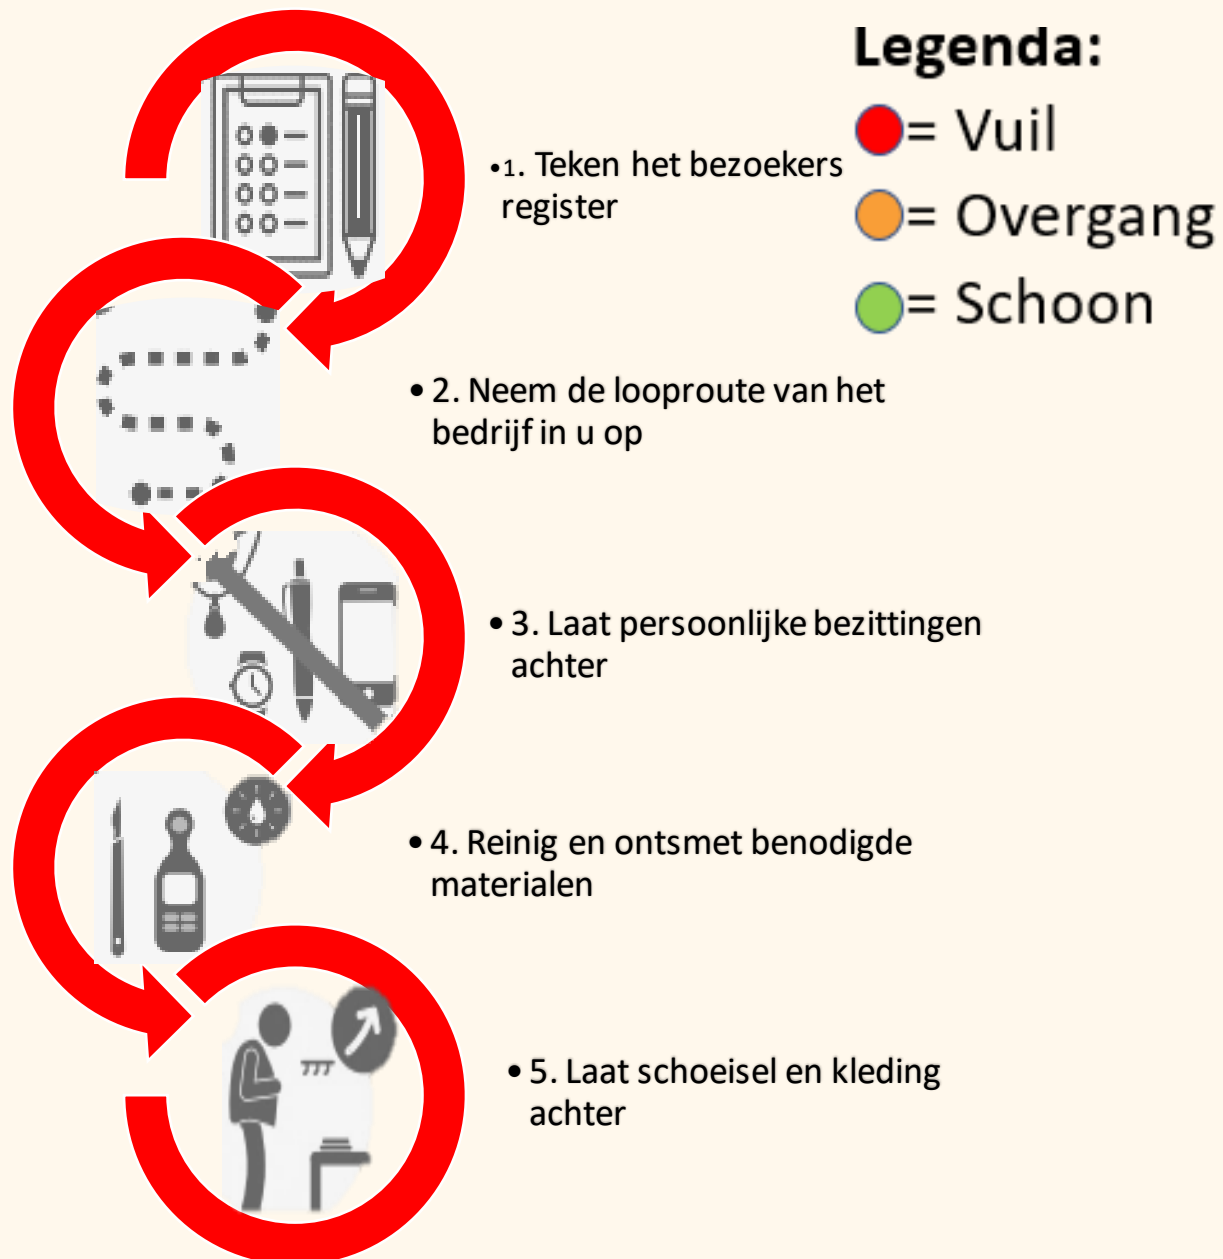 Legenda:
= Vuil
= Overgang
= Schoon
•1. Teken het bezoekers
register
• 2. Neem de looproute van het
bedrijf in u op
• 3. Laat persoonlijke bezittingen
achter
• 4. Reinig en ontsmet benodigde
materialen
• 5. Laat schoeisel en kleding
achter